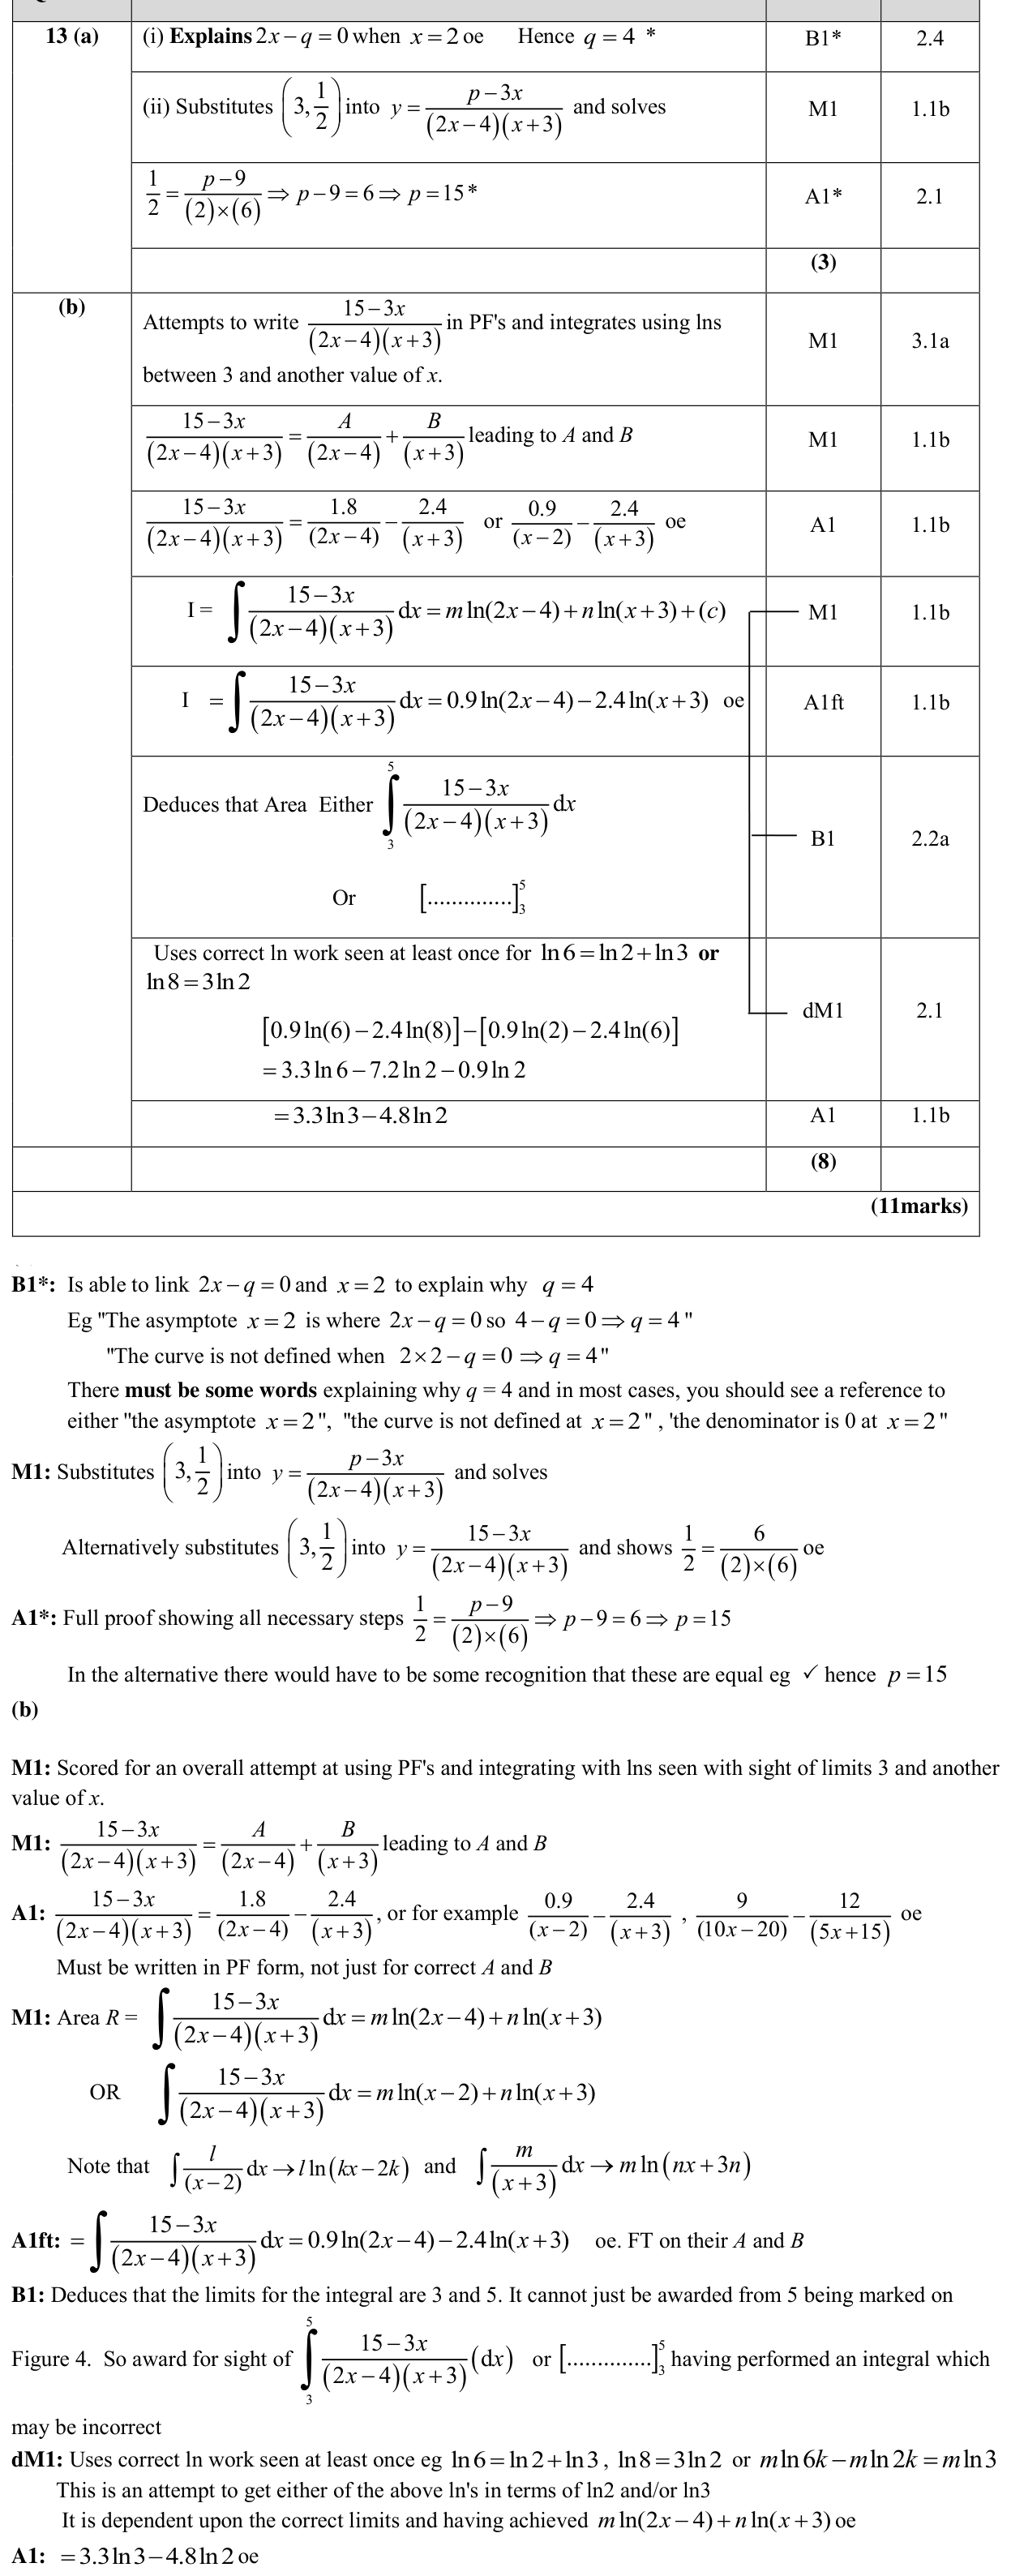 13 (a) (i) Explains 2x − q = 0 when x = 2 oe Hence q = 4 * B1* 2.4
(ii) Substitutes (3, 1/2) into y = (p − 3x)/((2x − 4)(x + 3)) and solves M1 1.1b
1/2 = (p − 9)/((2)×(6)) ⇒ p − 9 = 6 ⇒ p = 15 * A1* 2.1
(3)
(b) Attempts to write (15 − 3x)/((2x − 4)(x + 3)) in PF's and integrates using lns M1 3.1a
between 3 and another value of x.
(15 − 3x)/((2x − 4)(x + 3)) = A/(2x − 4) + B/(x + 3) leading to A and B M1 1.1b
(15 − 3x)/((2x − 4)(x + 3)) = 1.8/(2x − 4) − 2.4/(x + 3) or 0.9/(x − 2) − 2.4/(x + 3) oe A1 1.1b
I = ∫ (15 − 3x)/((2x − 4)(x + 3)) dx = m ln(2x − 4) + n ln(x + 3) + (c) M1 1.1b
I = ∫ (15 − 3x)/((2x − 4)(x + 3)) dx = 0.9 ln(2x − 4) − 2.4 ln(x + 3) oe A1ft 1.1b
Deduces that Area Either ∫₃⁵ (15 − 3x)/((2x − 4)(x + 3)) dx B1 2.2a
Or [..............]₃⁵
Uses correct ln work seen at least once for ln 6 = ln 2 + ln 3 or
ln 8 = 3 ln 2
dM1 2.1
[0.9 ln(6) − 2.4 ln(8)] − [0.9 ln(2) − 2.4 ln(6)]
= 3.3 ln 6 − 7.2 ln 2 − 0.9 ln 2
= 3.3 ln 3 − 4.8 ln 2 A1 1.1b
(8)
(11marks)
B1*: Is able to link 2x − q = 0 and x = 2 to explain why q = 4
Eg "The asymptote x = 2 is where 2x − q = 0 so 4 − q = 0 ⇒ q = 4"
"The curve is not defined when 2×2 − q = 0 ⇒ q = 4"
There must be some words explaining why q = 4 and in most cases, you should see a reference to
either "the asymptote x = 2", "the curve is not defined at x = 2", 'the denominator is 0 at x = 2"
M1: Substitutes (3, 1/2) into y = (p − 3x)/((2x − 4)(x + 3)) and solves
Alternatively substitutes (3, 1/2) into y = (15 − 3x)/((2x − 4)(x + 3)) and shows 1/2 = 6/((2)×(6)) oe
A1*: Full proof showing all necessary steps 1/2 = (p − 9)/((2)×(6)) ⇒ p − 9 = 6 ⇒ p = 15
In the alternative there would have to be some recognition that these are equal eg ✓ hence p = 15
(b)
M1: Scored for an overall attempt at using PF's and integrating with lns seen with sight of limits 3 and another
value of x.
M1: (15 − 3x)/((2x − 4)(x + 3)) = A/(2x − 4) + B/(x + 3) leading to A and B
A1: (15 − 3x)/((2x − 4)(x + 3)) = 1.8/(2x − 4) − 2.4/(x + 3), or for example 0.9/(x − 2) − 2.4/(x + 3), 9/(10x − 20) − 12/(5x + 15) oe
Must be written in PF form, not just for correct A and B
M1: Area R = ∫ (15 − 3x)/((2x − 4)(x + 3)) dx = m ln(2x − 4) + n ln(x + 3)
OR ∫ (15 − 3x)/((2x − 4)(x + 3)) dx = m ln(x − 2) + n ln(x + 3)
Note that ∫ l/(x − 2) dx → l ln(kx − 2k) and ∫ m/(x + 3) dx → m ln(nx + 3n)
A1ft: = ∫ (15 − 3x)/((2x − 4)(x + 3)) dx = 0.9 ln(2x − 4) − 2.4 ln(x + 3) oe. FT on their A and B
B1: Deduces that the limits for the integral are 3 and 5. It cannot just be awarded from 5 being marked on
Figure 4. So award for sight of ∫₃⁵ (15 − 3x)/((2x − 4)(x + 3)) (dx) or [..............]₃⁵ having performed an integral which
may be incorrect
dM1: Uses correct ln work seen at least once eg ln 6 = ln 2 + ln 3, ln 8 = 3 ln 2 or m ln 6k − m ln 2k = m ln 3
This is an attempt to get either of the above ln's in terms of ln2 and/or ln3
It is dependent upon the correct limits and having achieved m ln(2x − 4) + n ln(x + 3) oe
A1: = 3.3 ln 3 − 4.8 ln 2 oe